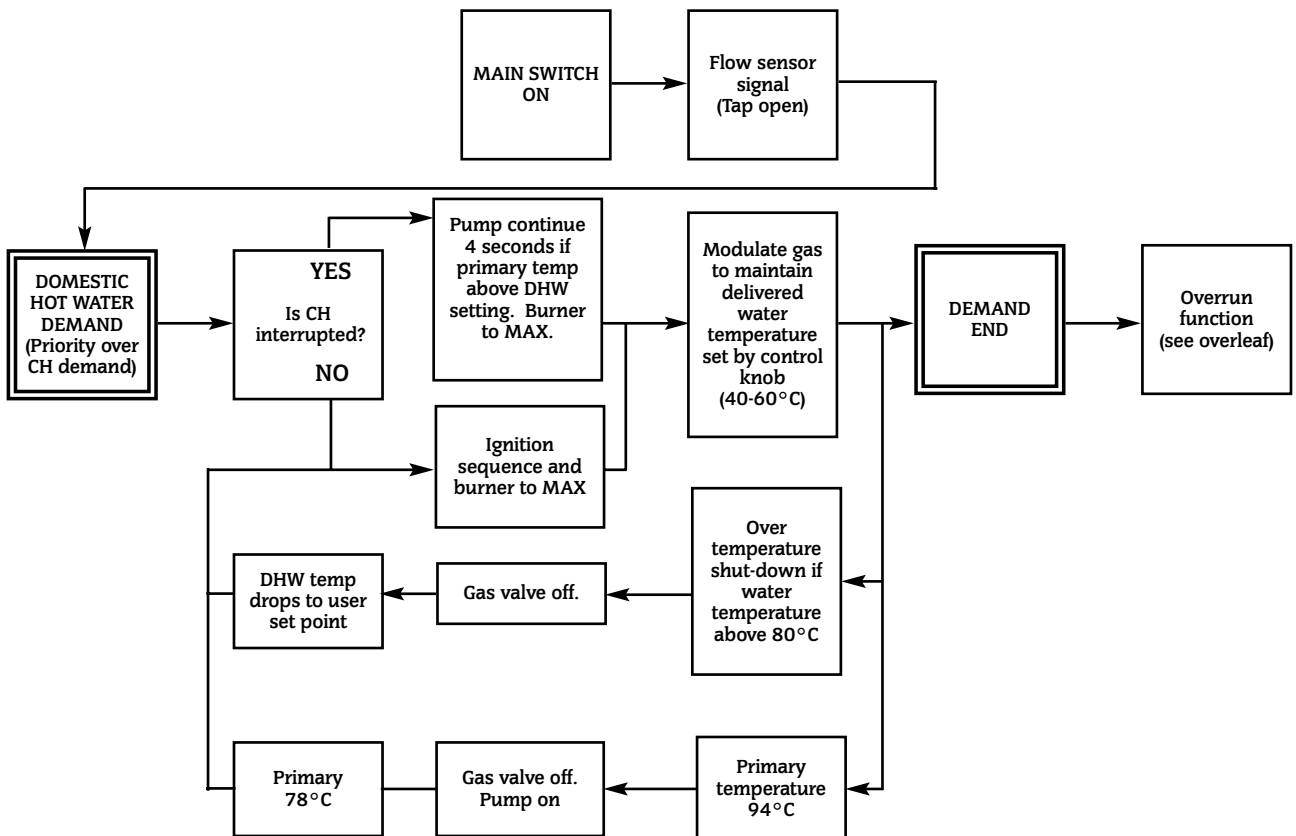 MAIN SWITCH
ON
Flow sensor
signal
(Tap open)
DOMESTIC
HOT WATER
DEMAND
(Priority over
CH demand)
YES
Is CH
interrupted?
NO
Pump continue
4 seconds if
primary temp
above DHW
setting. Burner
to MAX.
Modulate gas
to maintain
delivered
water
temperature
set by control
knob
(40-60°C)
DEMAND
END
Overrun
function
(see overleaf)
Ignition
sequence and
burner to MAX
DHW temp
drops to user
set point
Gas valve off.
Over
temperature
shut-down if
water
temperature
above 80°C
Primary
78°C
Gas valve off.
Pump on
Primary
temperature
94°C